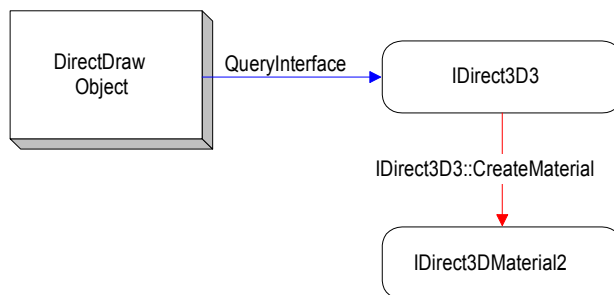 DirectDraw
Object
QueryInterface
IDirect3D3
IDirect3D3::CreateMaterial
IDirect3DMaterial2